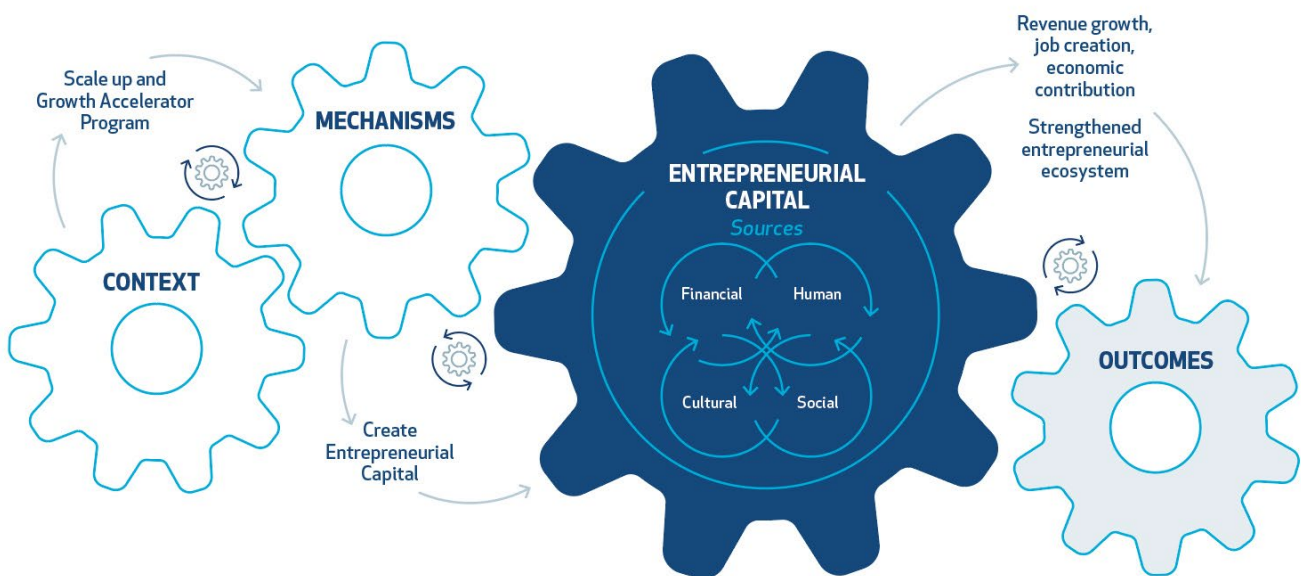 Scale up and
Growth Accelerator
Program
CONTEXT
MECHANISMS
Create
Entrepreneurial
Capital
ENTREPRENEURIAL
CAPITAL
Sources
Financial
Human
Cultural
Social
Revenue growth,
job creation,
economic
contribution
Strengthened
entrepreneurial
ecosystem
OUTCOMES